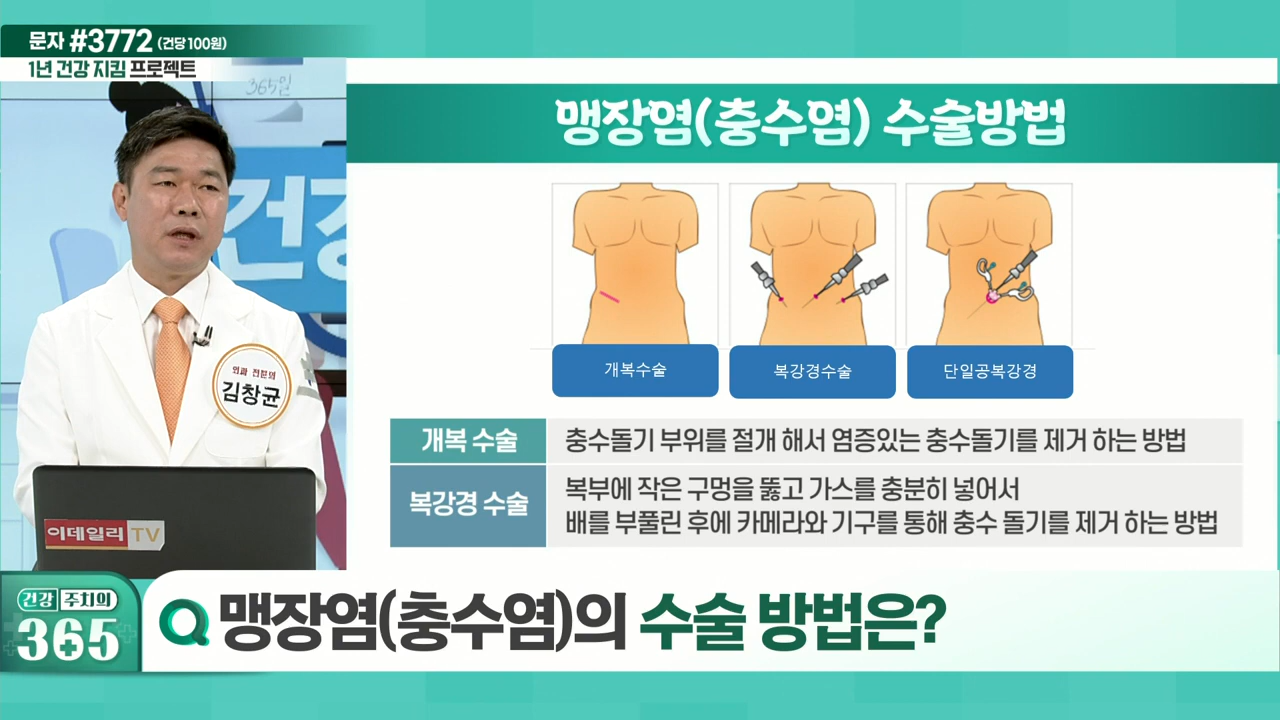 문자 #3772 (건당 100원)
1년 건강 지킴 프로젝트
365일
건강
외과 전문의
김창균
이데일리 TV
맹장염(충수염) 수술방법
개복수술
복강경수술
단일공복강경
개복 수술
충수돌기 부위를 절개 해서 염증있는 충수돌기를 제거 하는 방법
복강경 수술
복부에 작은 구멍을 뚫고 가스를 충분히 넣어서
배를 부풀린 후에 카메라와 기구를 통해 충수 돌기를 제거 하는 방법
건강 주치의
365
Q 맹장염(충수염)의 수술 방법은?